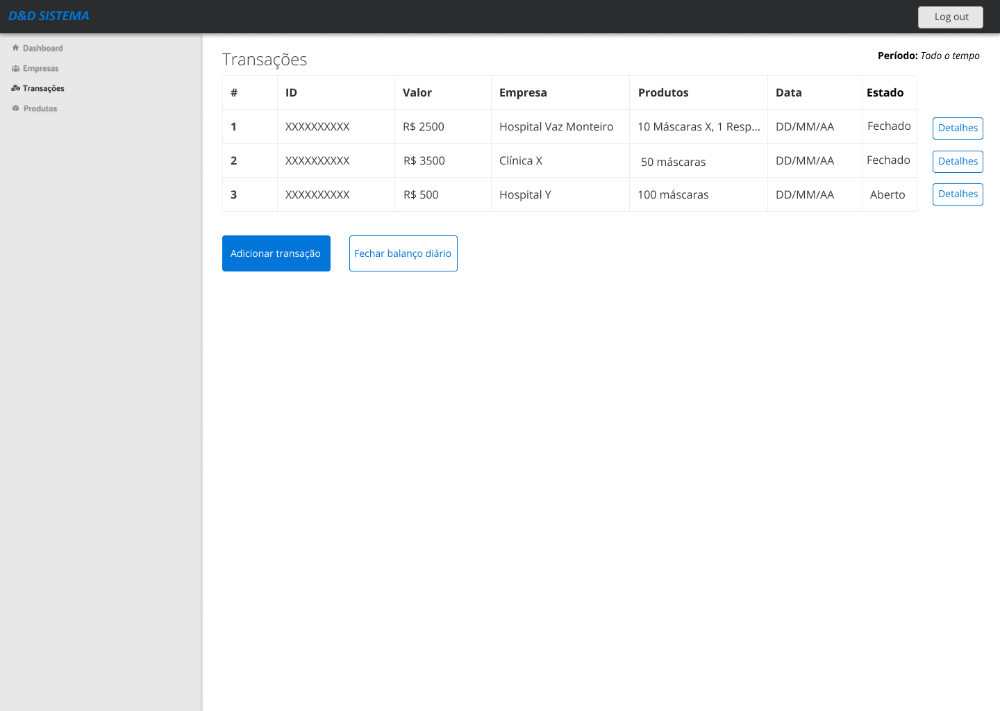 D&D SISTEMA
Log out
Dashboard
Empresas
Transações
Produtos
Transações
Período: Todo o tempo
# ID Valor Empresa Produtos Data Estado
1 XXXXXXXXXX R$ 2500 Hospital Vaz Monteiro 10 Máscaras X, 1 Resp... DD/MM/AA Fechado Detalhes
2 XXXXXXXXXX R$ 3500 Clínica X 50 máscaras DD/MM/AA Fechado Detalhes
3 XXXXXXXXXX R$ 500 Hospital Y 100 máscaras DD/MM/AA Aberto Detalhes
Adicionar transação Fechar balanço diário